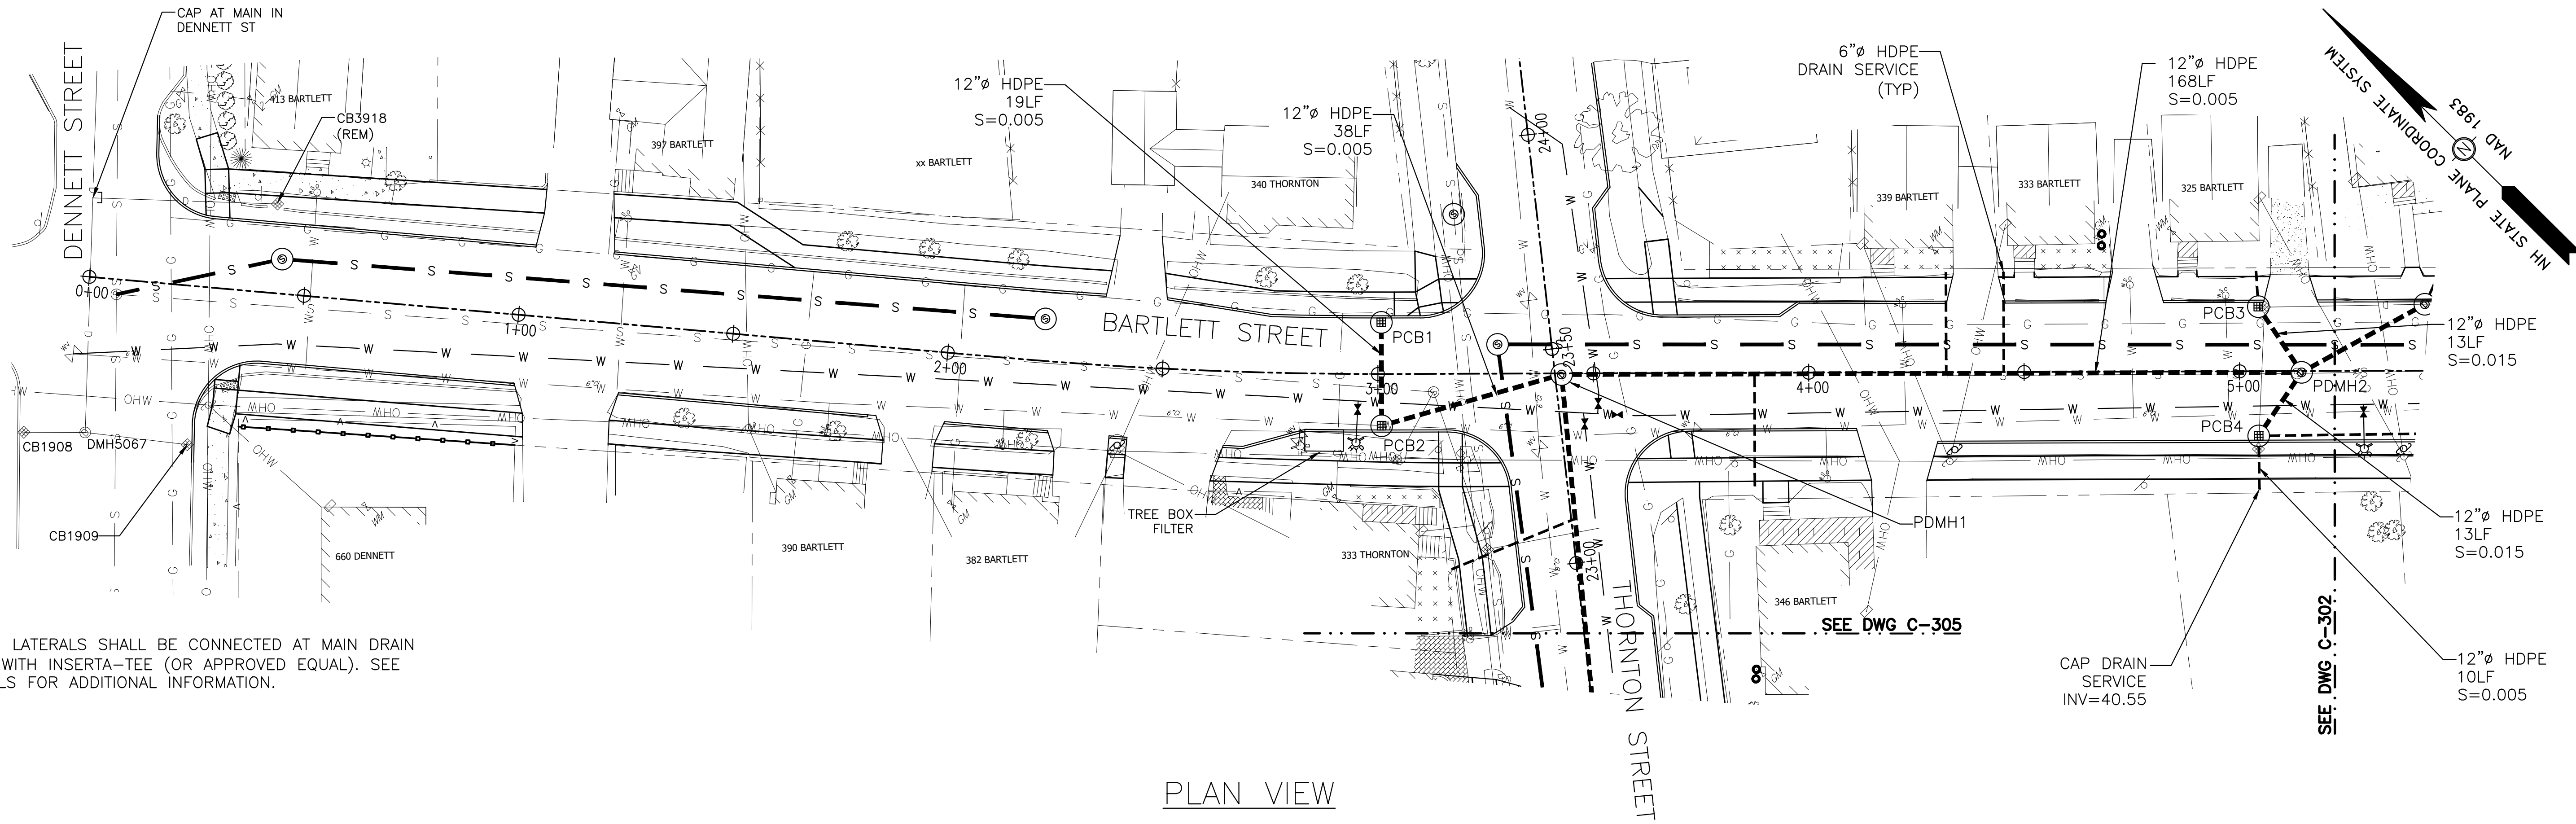 CAP AT MAIN IN
DENNETT ST
DENNETT STREET
413 BARTLETT
CB3918
(REM)
397 BARTLETT
xx BARTLETT
12"ø HDPE
19LF
S=0.005
12"ø HDPE
38LF
S=0.005
340 THORNTON
24+00
6"ø HDPE
DRAIN SERVICE
(TYP)
12"ø HDPE
168LF
S=0.005
339 BARTLETT
333 BARTLETT
325 BARTLETT
NH STATE PLANE COORDINATE SYSTEM
NAD 1983
N
0+00
1+00
2+00
3+00
4+00
5+00
BARTLETT STREET
PCB1
PCB2
23+50
23+00
PCB3
PDMH2
PCB4
12"ø HDPE
13LF
S=0.015
CB1908
DMH5067
CB1909
660 DENNETT
390 BARTLETT
382 BARTLETT
TREE BOX
FILTER
333 THORNTON
PDMH1
346 BARTLETT
THORNTON STREET
SEE DWG C-305
SEE DWG C-302
12"ø HDPE
13LF
S=0.015
CAP DRAIN
SERVICE
INV=40.55
12"ø HDPE
10LF
S=0.005
LATERALS SHALL BE CONNECTED AT MAIN DRAIN
WITH INSERTA-TEE (OR APPROVED EQUAL). SEE
LS FOR ADDITIONAL INFORMATION.
PLAN VIEW